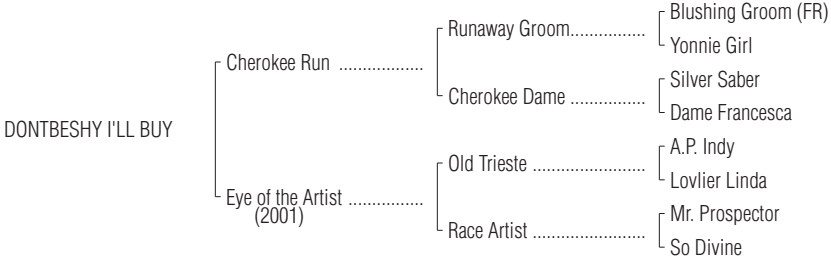 Blushing Groom (FR)
Runaway Groom.................
Yonnie Girl
Cherokee Run ..................
Silver Saber
Cherokee Dame ................
Dame Francesca
DONTBESHY I'LL BUY
A.P. Indy
Old Trieste ........................
Lovlier Linda
Eye of the Artist ................
(2001)
Mr. Prospector
Race Artist ........................
So Divine